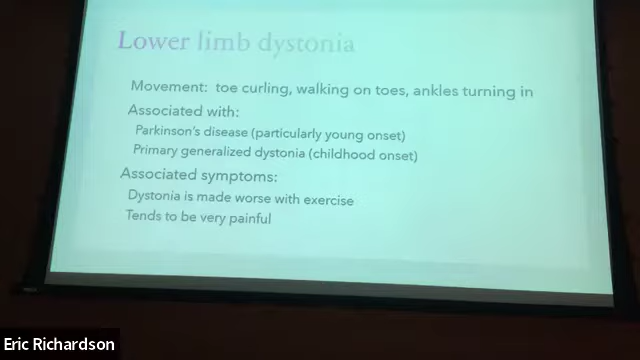 Lower limb dystonia
Movement: toe curling, walking on toes, ankles turning in
Associated with:
Parkinson's disease (particularly young onset)
Primary generalized dystonia (childhood onset)
Associated symptoms:
Dystonia is made worse with exercise
Tends to be very painful
Eric Richardson